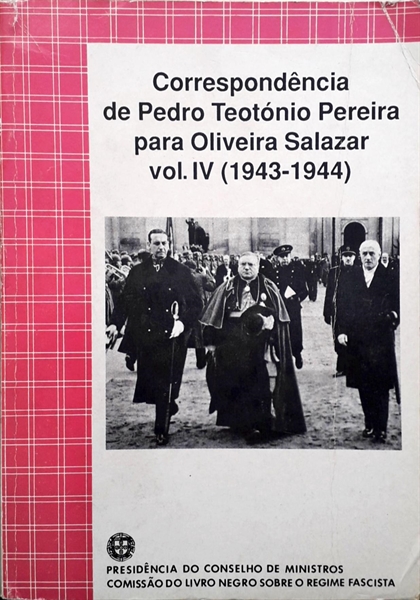 Correspondência
de Pedro Teotónio Pereira
para Oliveira Salazar
vol. IV (1943-1944)
PRESIDÊNCIA DO CONSELHO DE MINISTROS
COMISSÃO DO LIVRO NEGRO SOBRE O REGIME FASCISTA